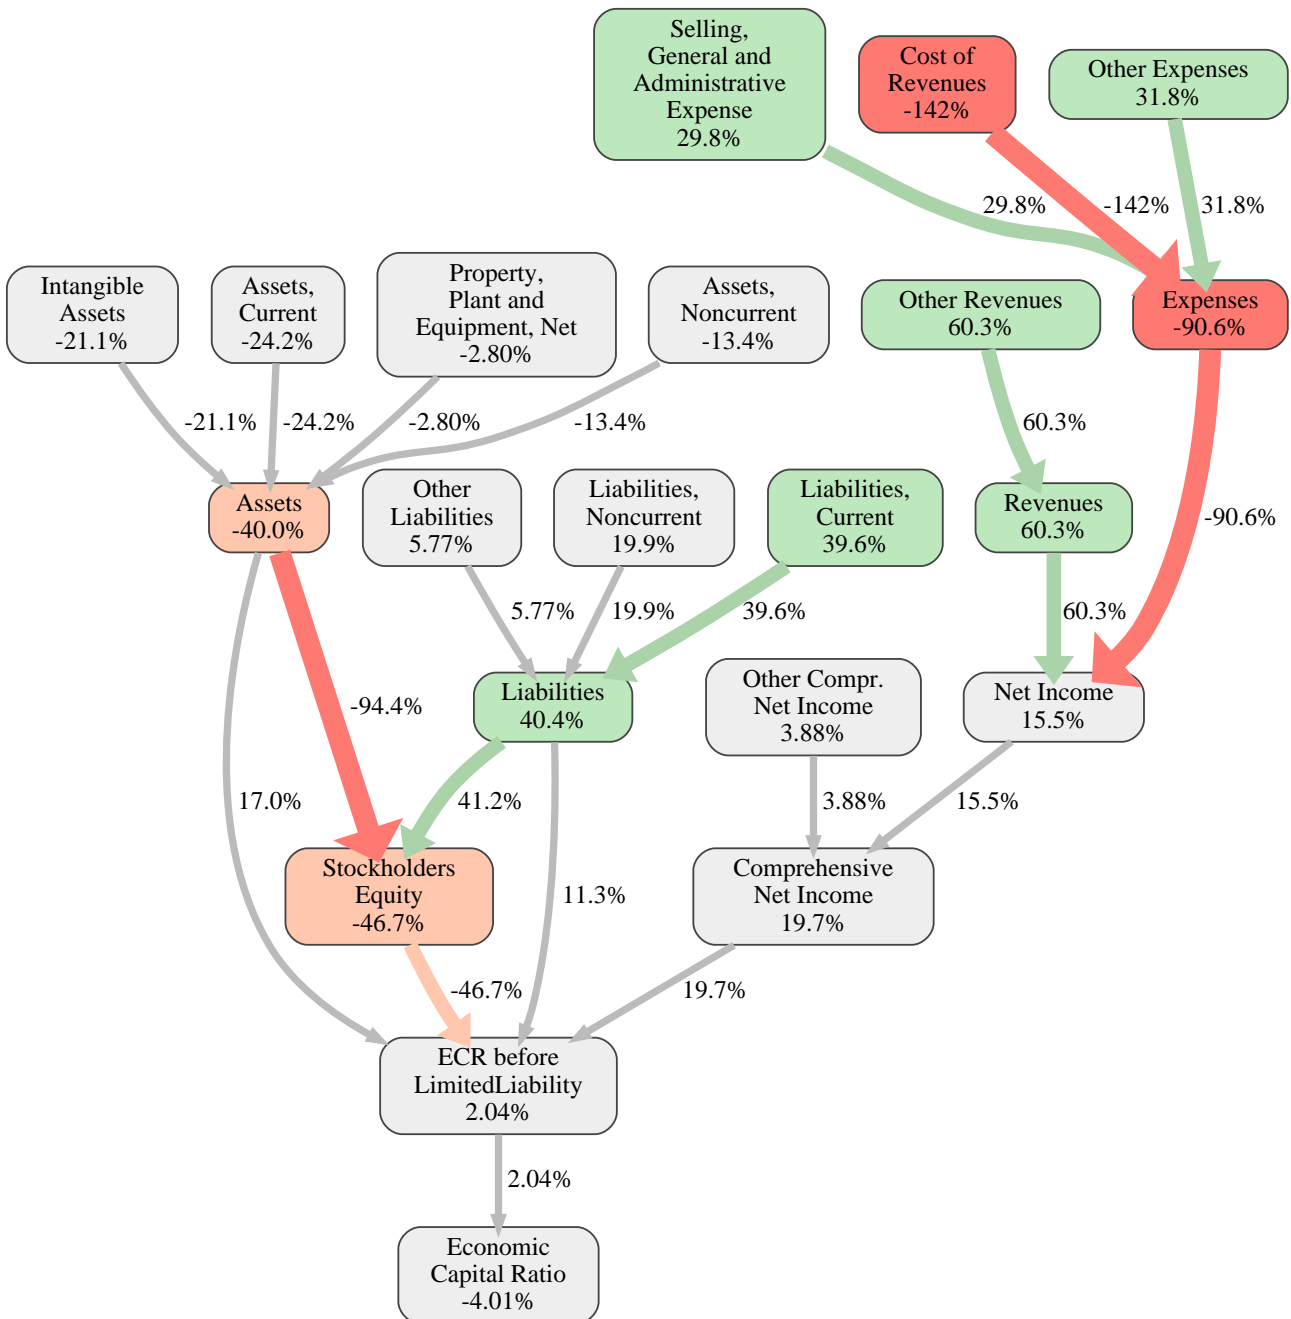 Selling,
General and
Administrative
Expense
29.8%
Cost of
Revenues
-142%
Other Expenses
31.8%
29.8%
-142%
31.8%
Intangible
Assets
-21.1%
Assets,
Current
-24.2%
Property,
Plant and
Equipment, Net
-2.80%
Assets,
Noncurrent
-13.4%
Other Revenues
60.3%
Expenses
-90.6%
-21.1%
-24.2%
-2.80%
-13.4%
60.3%
-90.6%
Assets
-40.0%
Other
Liabilities
5.77%
Liabilities,
Noncurrent
19.9%
Liabilities,
Current
39.6%
Revenues
60.3%
5.77%
19.9%
39.6%
60.3%
-94.4%
Liabilities
40.4%
Other Compr.
Net Income
3.88%
Net Income
15.5%
17.0%
41.2%
3.88%
15.5%
Stockholders
Equity
-46.7%
11.3%
Comprehensive
Net Income
19.7%
-46.7%
19.7%
ECR before
LimitedLiability
2.04%
2.04%
Economic
Capital Ratio
-4.01%